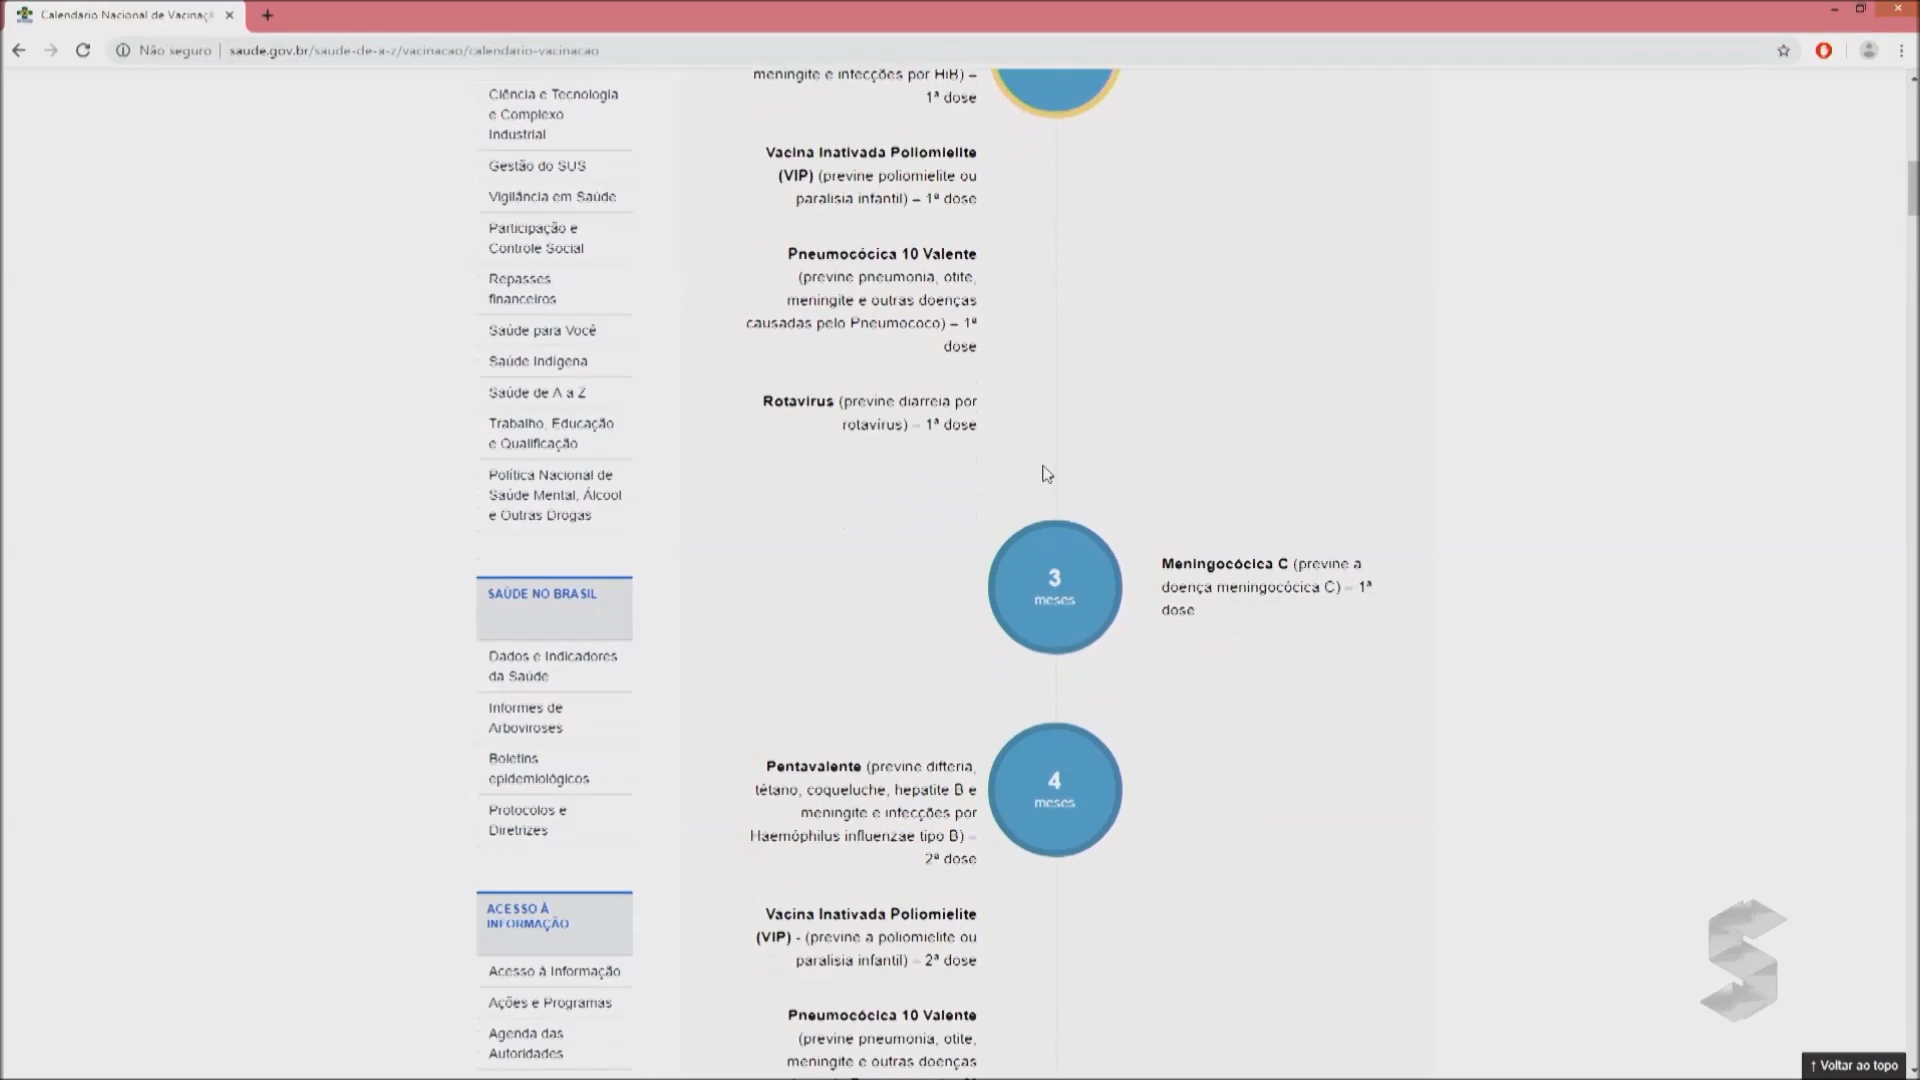 Calendario Nacional de Vacinaçã
Não seguro
saude.gov.br/saude-de-a-z/vacinacao/calendario-vacinacao
Ciência e Tecnologia
e Complexo
Industrial
Gestão do SUS
Vigilância em Saúde
Participação e
Controle Social
Repasses
financeiros
Saúde para Você
Saúde Indígena
Saúde de A a Z
Trabalho, Educação
e Qualificação
Política Nacional de
Saúde Mental, Álcool
e Outras Drogas
SAÚDE NO BRASIL
Dados e Indicadores
da Saúde
Informes de
Arboviroses
Boletins
epidemiológicos
Protocolos e
Diretrizes
ACESSO À
INFORMAÇÃO
Acesso à Informação
Ações e Programas
Agenda das
Autoridades
meningite e infecções por HiB) –
1ª dose
Vacina Inativada Poliomielite
(VIP) (previne poliomielite ou
paralisia infantil) – 1ª dose
Pneumocócica 10 Valente
(previne pneumonia, otite,
meningite e outras doenças
causadas pelo Pneumococo) – 1ª
dose
Rotavírus (previne diarreia por
rotavírus) – 1ª dose
3
meses
Meningocócica C (previne a
doença meningocócica C) – 1ª
dose
4
meses
Pentavalente (previne difteria,
tétano, coqueluche, hepatite B e
meningite e infecções por
Haemóphilus influenzae tipo B) –
2ª dose
Vacina Inativada Poliomielite
(VIP) - (previne a poliomielite ou
paralisia infantil) – 2ª dose
Pneumocócica 10 Valente
(previne pneumonia, otite,
meningite e outras doenças
↑ Voltar ao topo